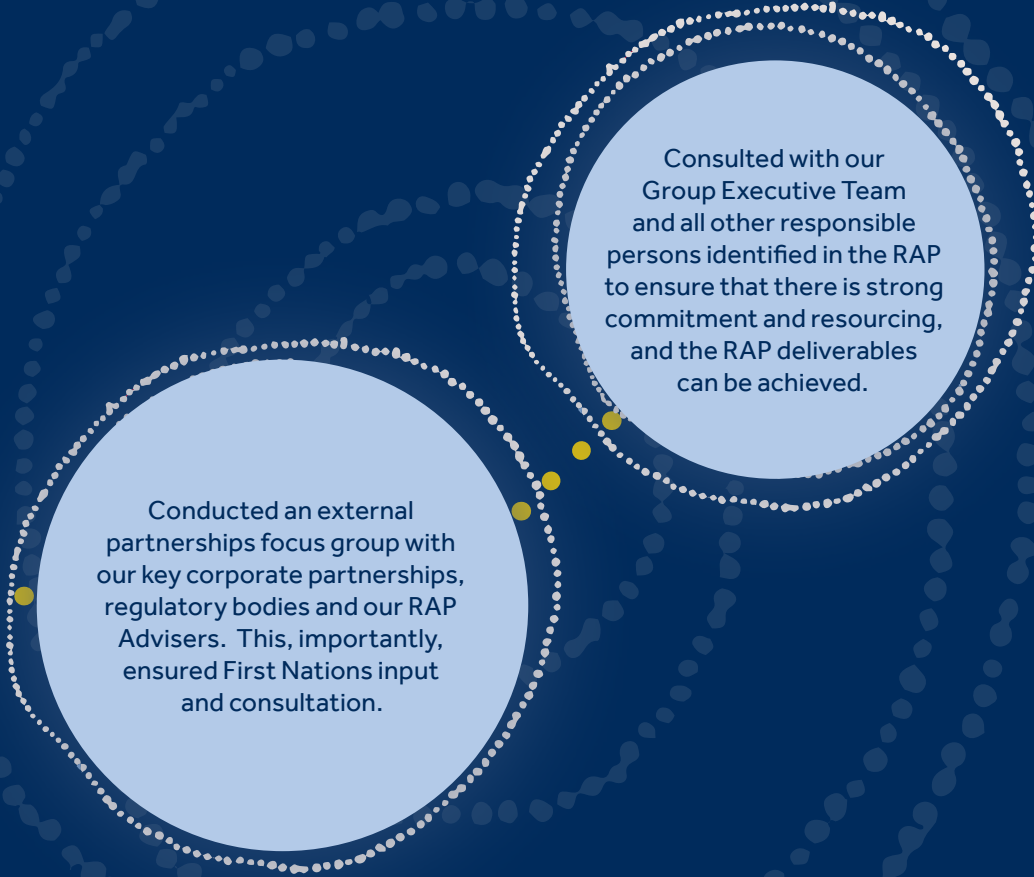 Conducted an external
partnerships focus group with
our key corporate partnerships,
regulatory bodies and our RAP
Advisers.  This, importantly,
ensured First Nations input
and consultation.
Consulted with our
Group Executive Team
and all other responsible
persons identified in the RAP
to ensure that there is strong
commitment and resourcing,
and the RAP deliverables
can be achieved.